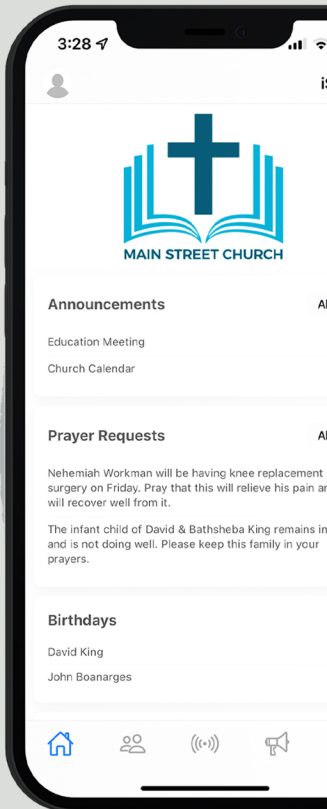 3:28
MAIN STREET CHURCH
Announcements
Education Meeting
Church Calendar
Prayer Requests
Nehemiah Workman will be having knee replacement
surgery on Friday. Pray that this will relieve his pain
will recover well from it.
The infant child of David & Bathsheba King remains in
and is not doing well. Please keep this family in your
prayers.
Birthdays
David King
John Boanarges